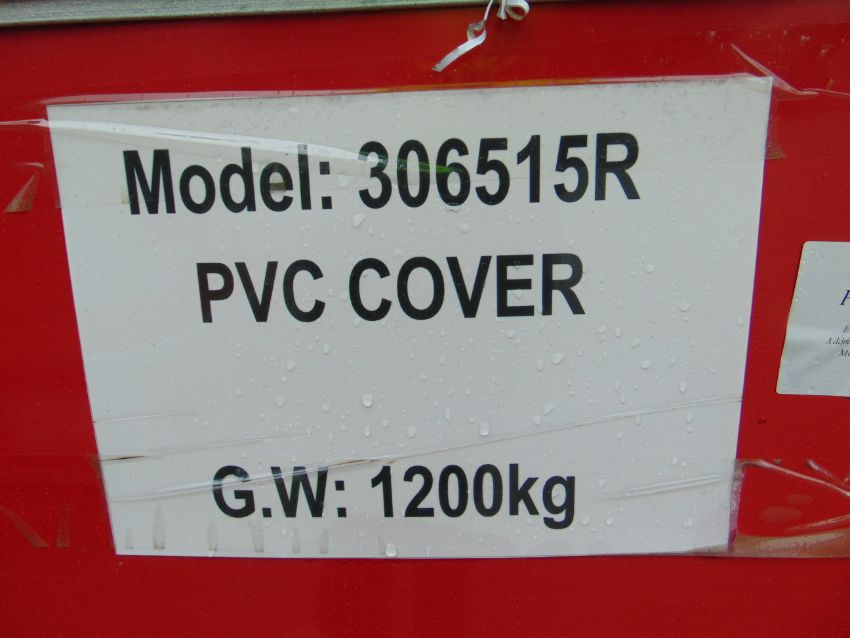 Model: 306515R
PVC COVER
G.W: 1200kg